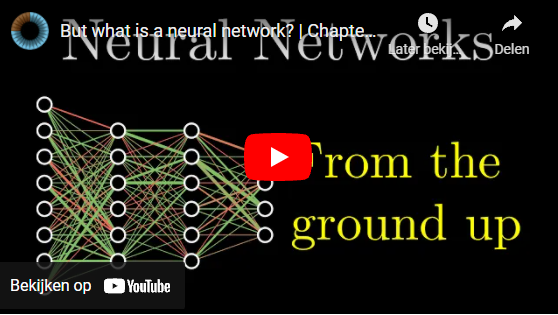 But what is a neural network? | Chapte...
Neural Networks
Later bekij...
Delen
From the
ground up
Bekijken op YouTube